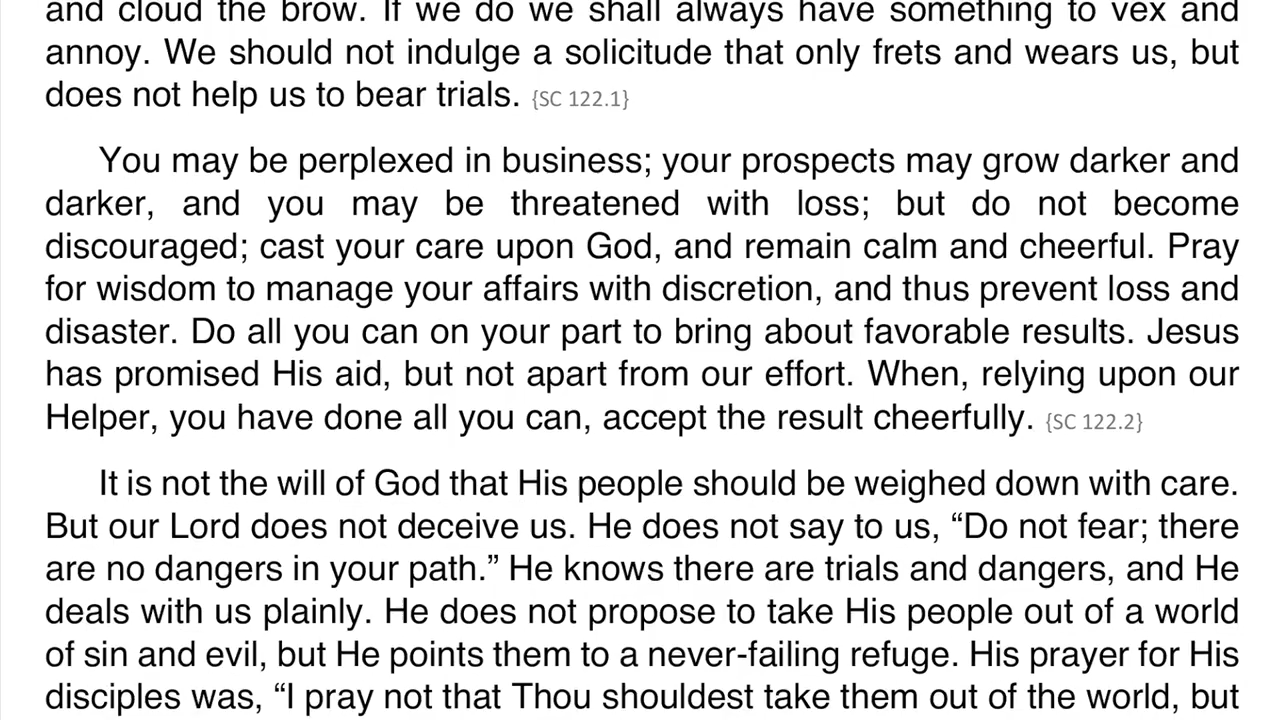 and cloud the brow. If we do we shall always have something to vex and
annoy. We should not indulge a solicitude that only frets and wears us, but
does not help us to bear trials. {SC 122.1}
You may be perplexed in business; your prospects may grow darker and
darker, and you may be threatened with loss; but do not become
discouraged; cast your care upon God, and remain calm and cheerful. Pray
for wisdom to manage your affairs with discretion, and thus prevent loss and
disaster. Do all you can on your part to bring about favorable results. Jesus
has promised His aid, but not apart from our effort. When, relying upon our
Helper, you have done all you can, accept the result cheerfully. {SC 122.2}
It is not the will of God that His people should be weighed down with care.
But our Lord does not deceive us. He does not say to us, “Do not fear; there
are no dangers in your path.” He knows there are trials and dangers, and He
deals with us plainly. He does not propose to take His people out of a world
of sin and evil, but He points them to a never-failing refuge. His prayer for His
disciples was, “I pray not that Thou shouldest take them out of the world, but